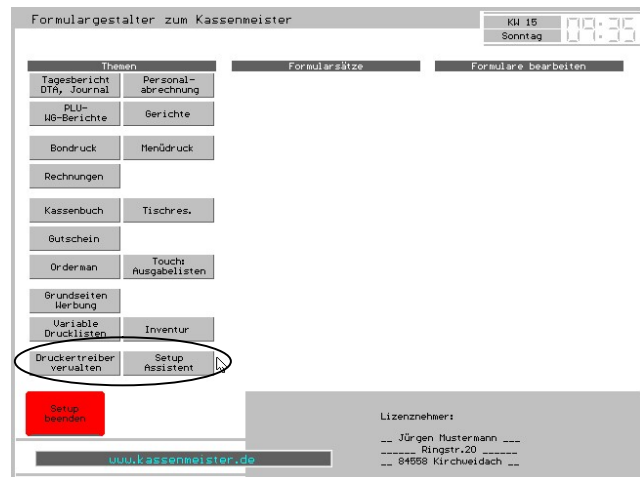 Formulargestalter zum Kassenmeister
KW 15
Sonntag
09:35
Themen
Formularsätze
Formulare bearbeiten
Tagesbericht
DTA, Journal
Personal-
abrechnung
PLU-
WG-Berichte
Gerichte
Bondruck
Menüdruck
Rechnungen
Kassenbuch
Tischres.
Gutschein
Orderman
Touch:
Ausgabelisten
Grundseiten
Werbung
Variable
Drucklisten
Inventur
Druckertreiber
verwalten
Setup
Assistent
Setup
beenden
Lizenznehmer:
__ Jürgen Mustermann ___
______ Ringstr.20 ______
__ 84558 Kirchweidach __
www.kassenmeister.de